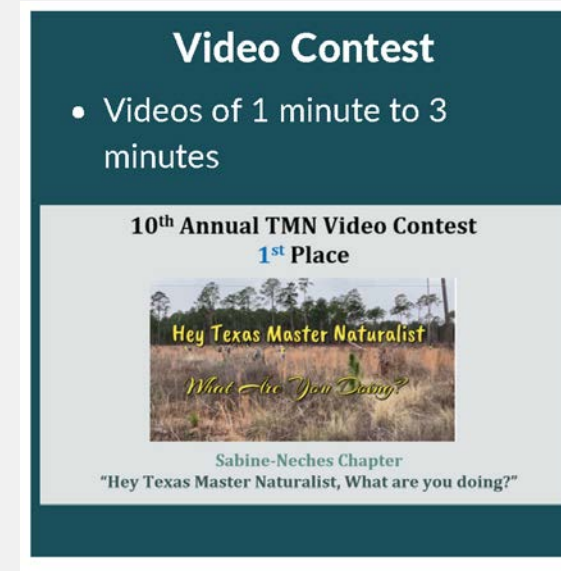 Video Contest
• Videos of 1 minute to 3
minutes
10th Annual TMN Video Contest
1st Place
Hey Texas Master Naturalist
What Are You Doing?
Sabine-Neches Chapter
“Hey Texas Master Naturalist, What are you doing?”